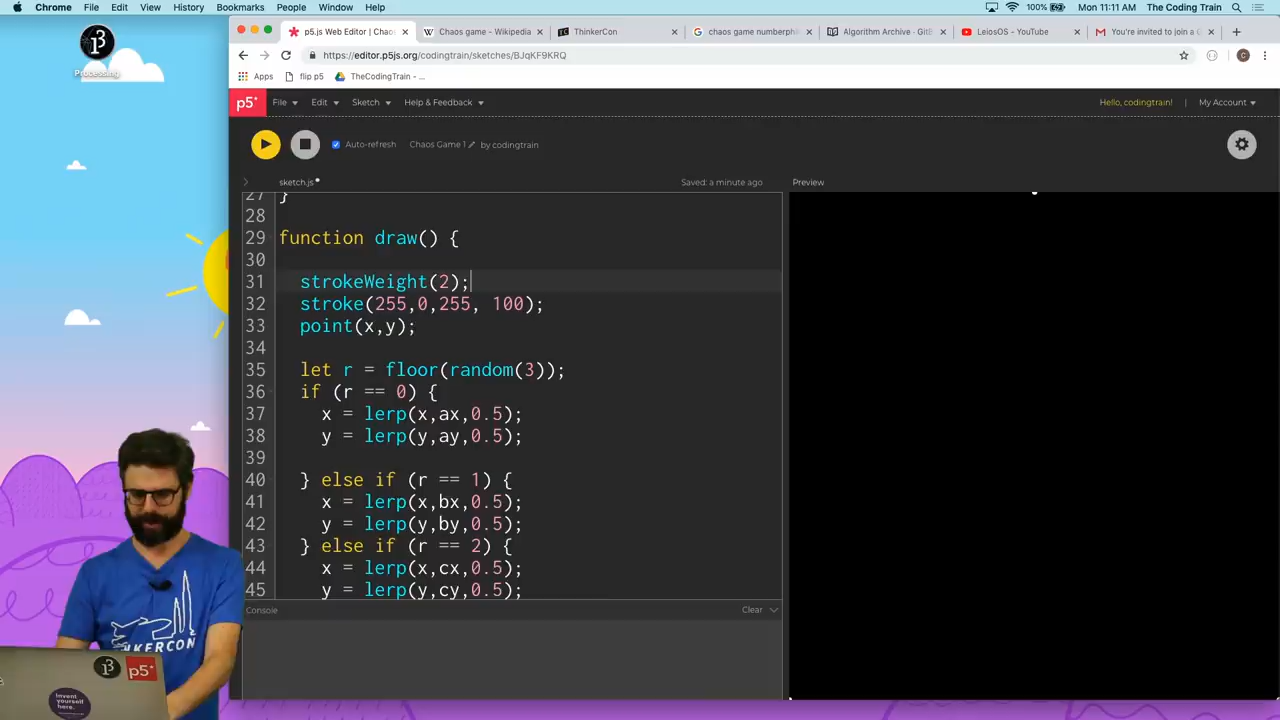 Chrome File Edit View History Bookmarks People Window Help 100% Mon 11:11 AM The Coding Train
p5.js Web Editor | Chao Chaos game - Wikipedia ThinkerCon chaos game numberphil Algorithm Archive · GitB LeiosOS - YouTube You're invited to join a G
https://editor.p5js.org/codingtrain/sketches/BJqKF9KRQ
Apps flip p5 TheCodingTrain - ...
Processing
p5* File Edit Sketch Help & Feedback Hello, codingtrain! | My Account
Auto-refresh Chaos Game 1 by codingtrain
sketch.js Saved: a minute ago Preview
27 }
28
29 function draw() {
30
31 strokeWeight(2);
32 stroke(255,0,255, 100);
33 point(x,y);
34
35 let r = floor(random(3));
36 if (r == 0) {
37 x = lerp(x,ax,0.5);
38 y = lerp(y,ay,0.5);
39
40 } else if (r == 1) {
41 x = lerp(x,bx,0.5);
42 y = lerp(y,by,0.5);
43 } else if (r == 2) {
44 x = lerp(x,cx,0.5);
45 y = lerp(y,cy,0.5);
Console Clear
NKERCON
p5*
Invent
yourself
here.